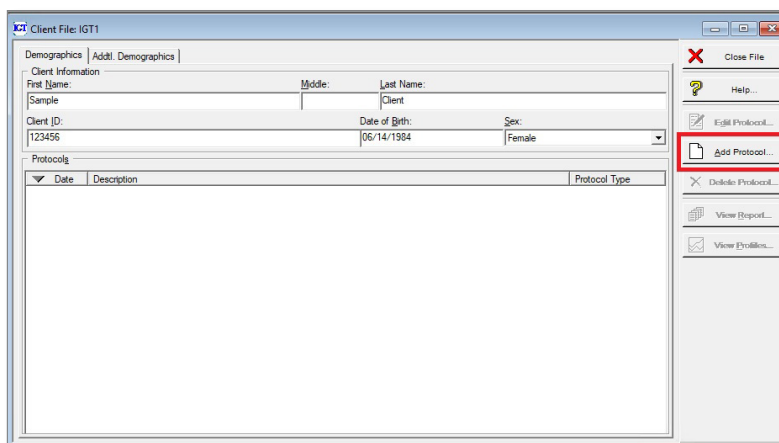 IGT Client File: IGT1
Demographics Addtl. Demographics
Client Information
First Name: Middle: Last Name:
Sample Client
Client ID: Date of Birth: Sex:
123456 06/14/1984 Female
Protocols
Date Description Protocol Type
Close File
Help...
Edit Protocol...
Add Protocol...
Delete Protocol...
View Report...
View Profiles...